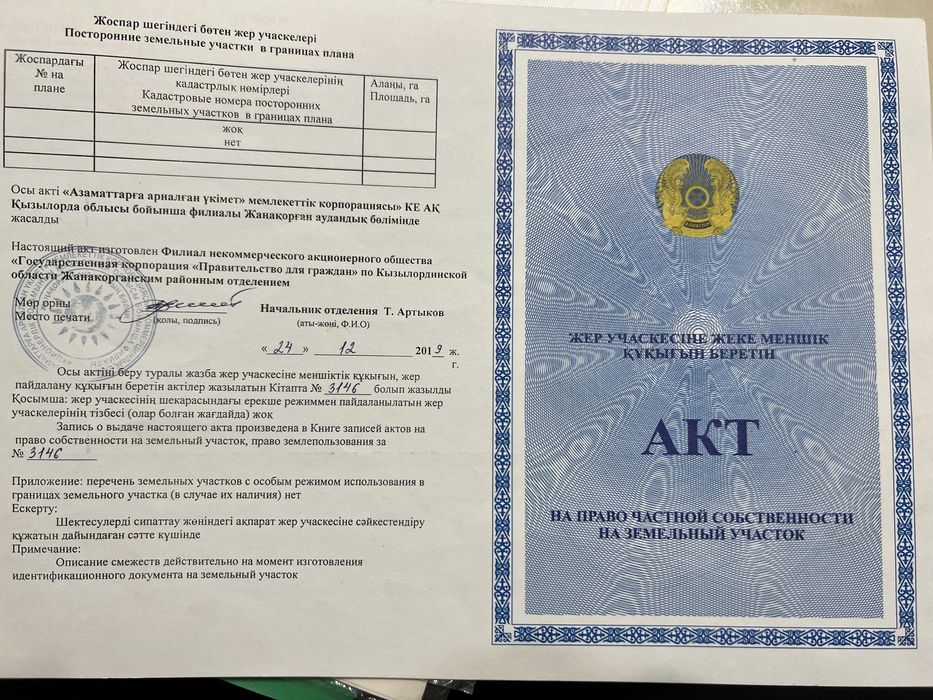 Жоспар шегіндегі бөтен жер учаскелері
Посторонние земельные участки в границах плана
Жоспардағы
№ на
плане
Жоспар шегіндегі бөтен жер учаскелерінің
кадастрлық нөмірлері
Кадастровые номера посторонних
земельных участков в границах плана
Алаңы, га
Площадь, га
жоқ
нет
Осы акті «Азаматтарға арналған үкімет» мемлекеттік корпорациясы» КЕ АҚ
Қызылорда облысы бойынша филиалы Жаңақорған аудандық бөлімінде
жасалды
Настоящий акт изготовлен Филиал некоммерческого акционерного общества
«Государственная корпорация «Правительство для граждан» по Кызылординской
области Жанакорганским районным отделением
Мөр орны
Место печати
(қолы, подпись)
Начальник отделения Т. Артыков
(аты-жөні, Ф.И.О)
« 24 » 12 2019 ж.
г.
Осы актіні беру туралы жазба жер учаскесіне меншіктік құқығын, жер
пайдалану құқығын беретін актілер жазылатын Кітапта № 3146 болып жазылды
Қосымша: жер учаскесінің шекарасындағы ерекше режиммен пайдаланылатын жер
учаскелерінің тізбесі (олар болған жағдайда) жоқ
Запись о выдаче настоящего акта произведена в Книге записей актов на
право собственности на земельный участок, право землепользования за
№ 3146
Приложение: перечень земельных участков с особым режимом использования в
границах земельного участка (в случае их наличия) нет
Ескерту:
Шектесулерді сипаттау жөніндегі ақпарат жер учаскесіне сәйкестендіру
құжатын дайындаған сәтте күшінде
Примечание:
Описание смежеств действительно на момент изготовления
идентификационного документа на земельный участок
ЖЕР УЧАСКЕСІНЕ ЖЕКЕ МЕНШІК
ҚҰҚЫҒЫН БЕРЕТІН
АКТ
НА ПРАВО ЧАСТНОЙ СОБСТВЕННОСТИ
НА ЗЕМЕЛЬНЫЙ УЧАСТОК